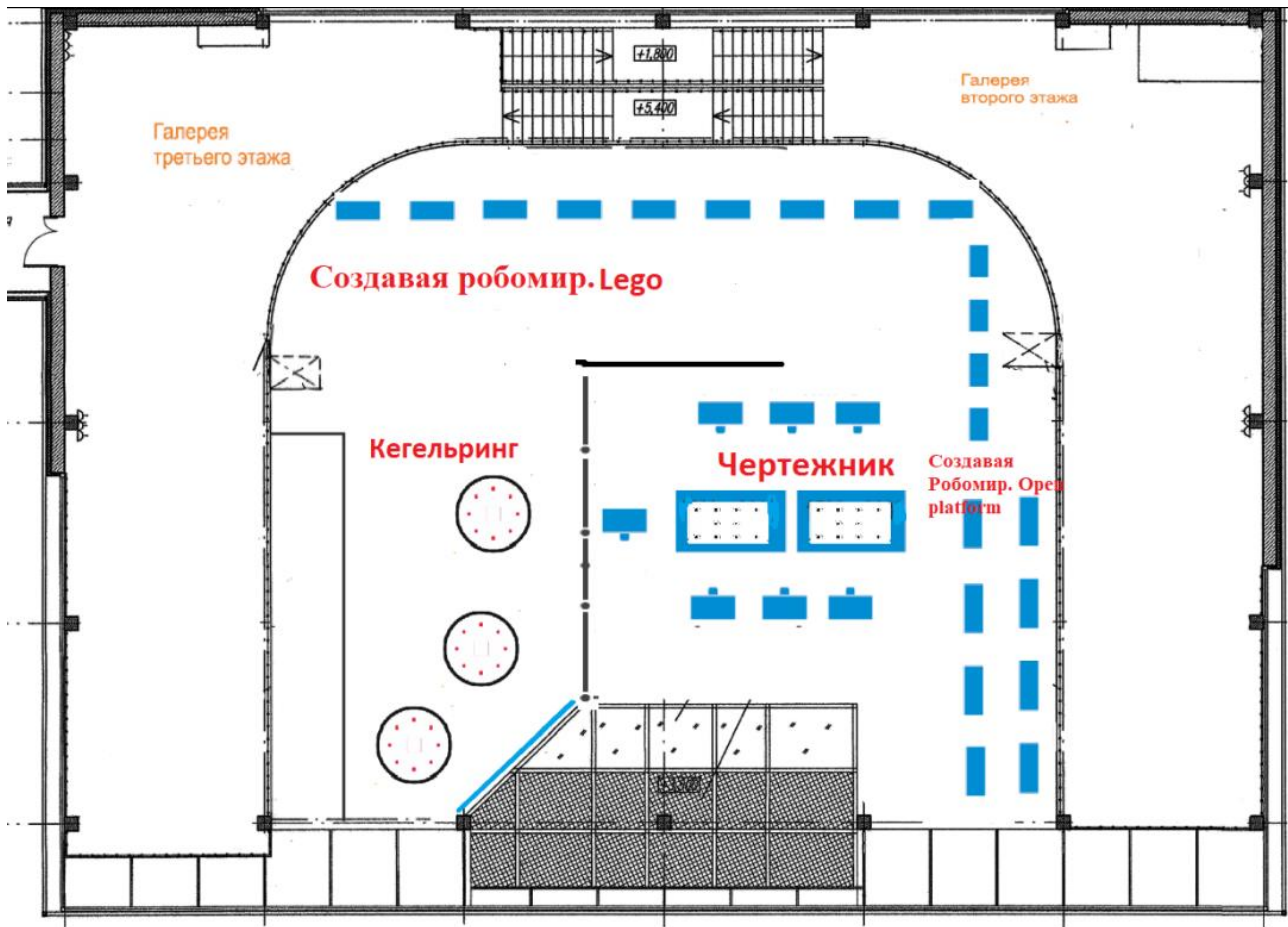 +1,800
+5,400
Галерея
второго этажа
Галерея
третьего этажа
Создавая робомир. Lego
Кегельринг
Чертежник
Создавая
Робомир. Open
platform